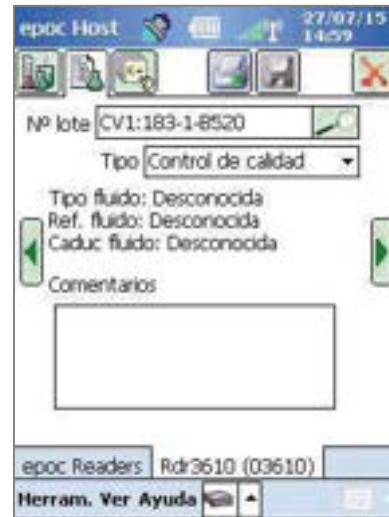 epoc Host 27/07/15
14:59
Nº lote CV1:183-1-B520
Tipo Control de calidad
Tipo fluido: Desconocida
Ref. fluido: Desconocida
Caduc fluido: Desconocida
Comentarios
epoc Readers Rdr3610 (03610)
Herram. Ver Ayuda